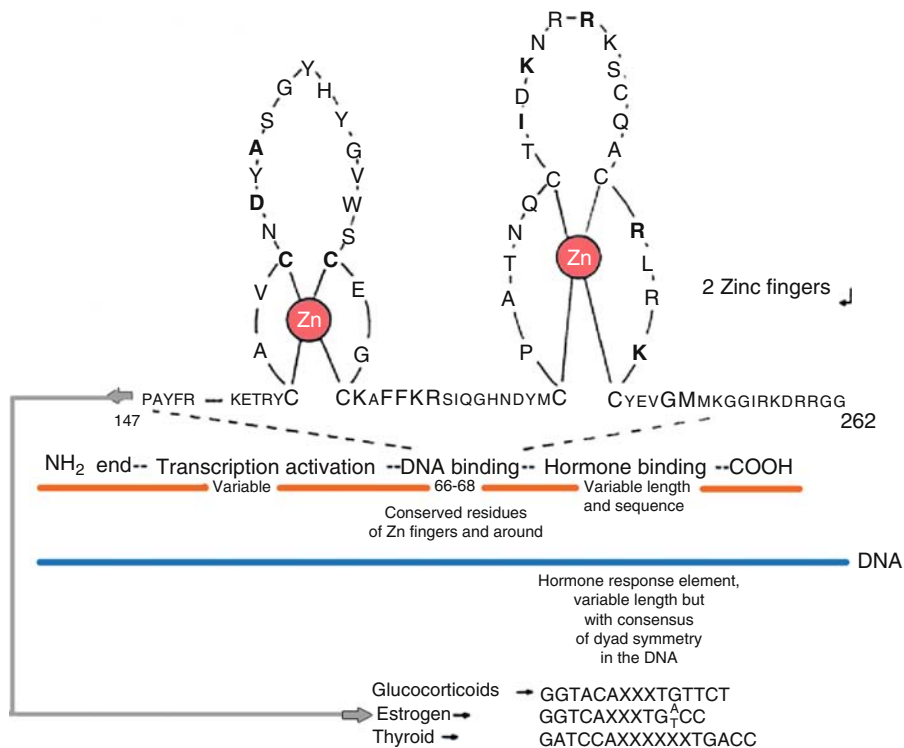 A V C N D Y A S G Y H Y G V W S C E G
Zn
P A T N Q C T I D K N R R K S C Q A C R L R K
Zn
2 Zinc fingers
PAYFR — KETRYC CKAFFKRSIQGHNDYMC CYEVGMMKGGIRKDRRGG
147 262
NH2 end-- Transcription activation --DNA binding-- Hormone binding --COOH
Variable 66-68 Variable length
and sequence
Conserved residues
of Zn fingers and around
DNA
Hormone response element,
variable length but
with consensus
of dyad symmetry
in the DNA
Glucocorticoids → GGTACAXXXTGTTCT
Estrogen → GGTCAXXXTG A/T CC
Thyroid → GATCCAXXXXXXTGACC